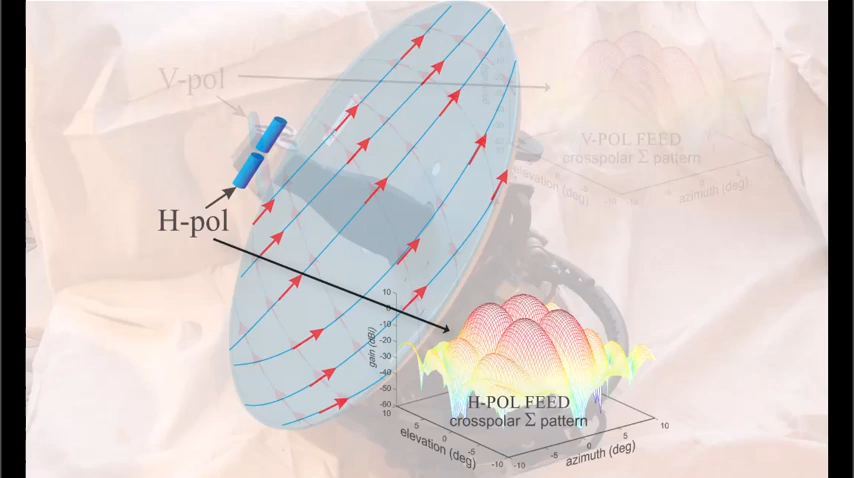 V-pol
V-POL FEED
crosspolar Σ pattern
elevation (deg)
azimuth (deg)
H-pol
10
0
-10
-20
-30
-40
-50
-60
gain (dBi)
H-POL FEED
crosspolar Σ pattern
10
5
0
-5
-10
elevation (deg)
-10
-5
0
5
10
azimuth (deg)